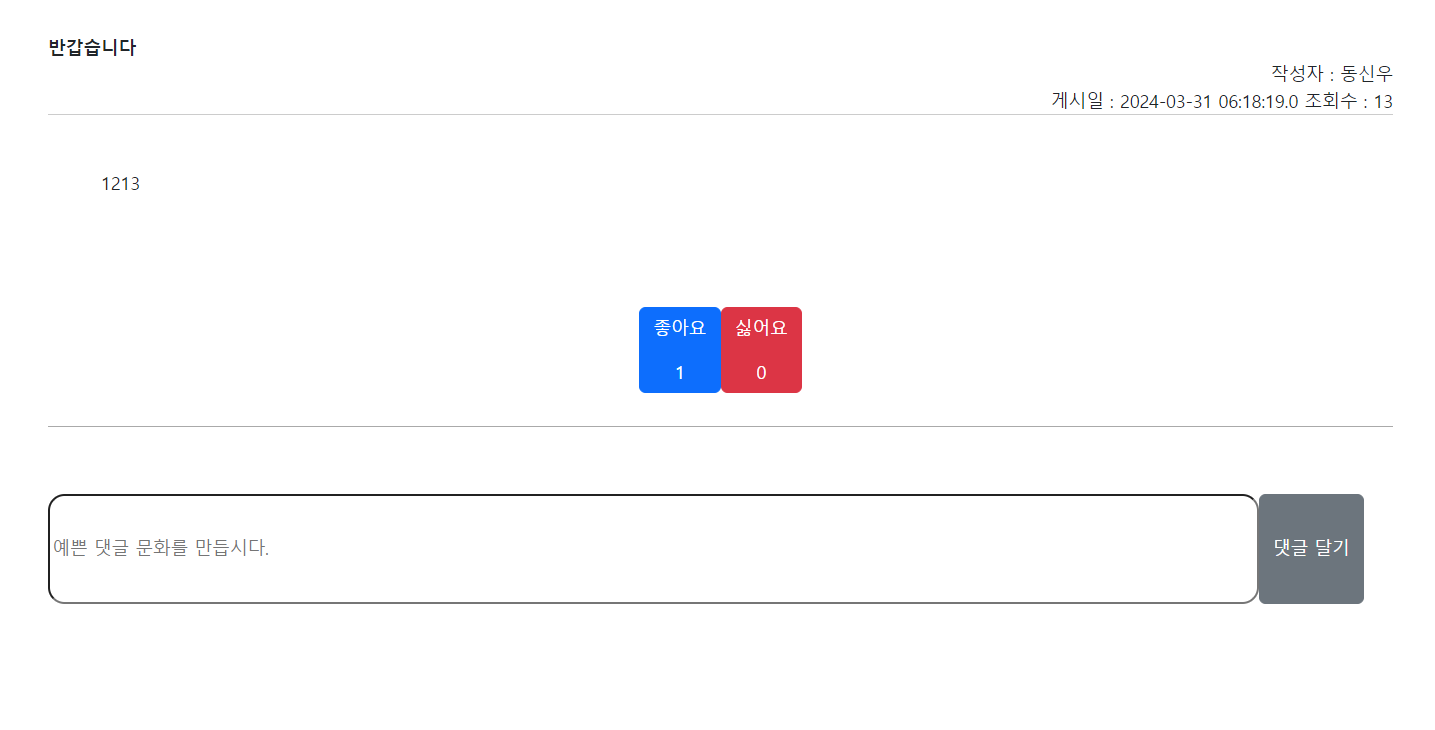 반갑습니다
작성자 : 동신우
게시일 : 2024-03-31 06:18:19.0 조회수 : 13
1213
좋아요 싫어요
1 0
예쁜 댓글 문화를 만듭시다.
댓글 달기